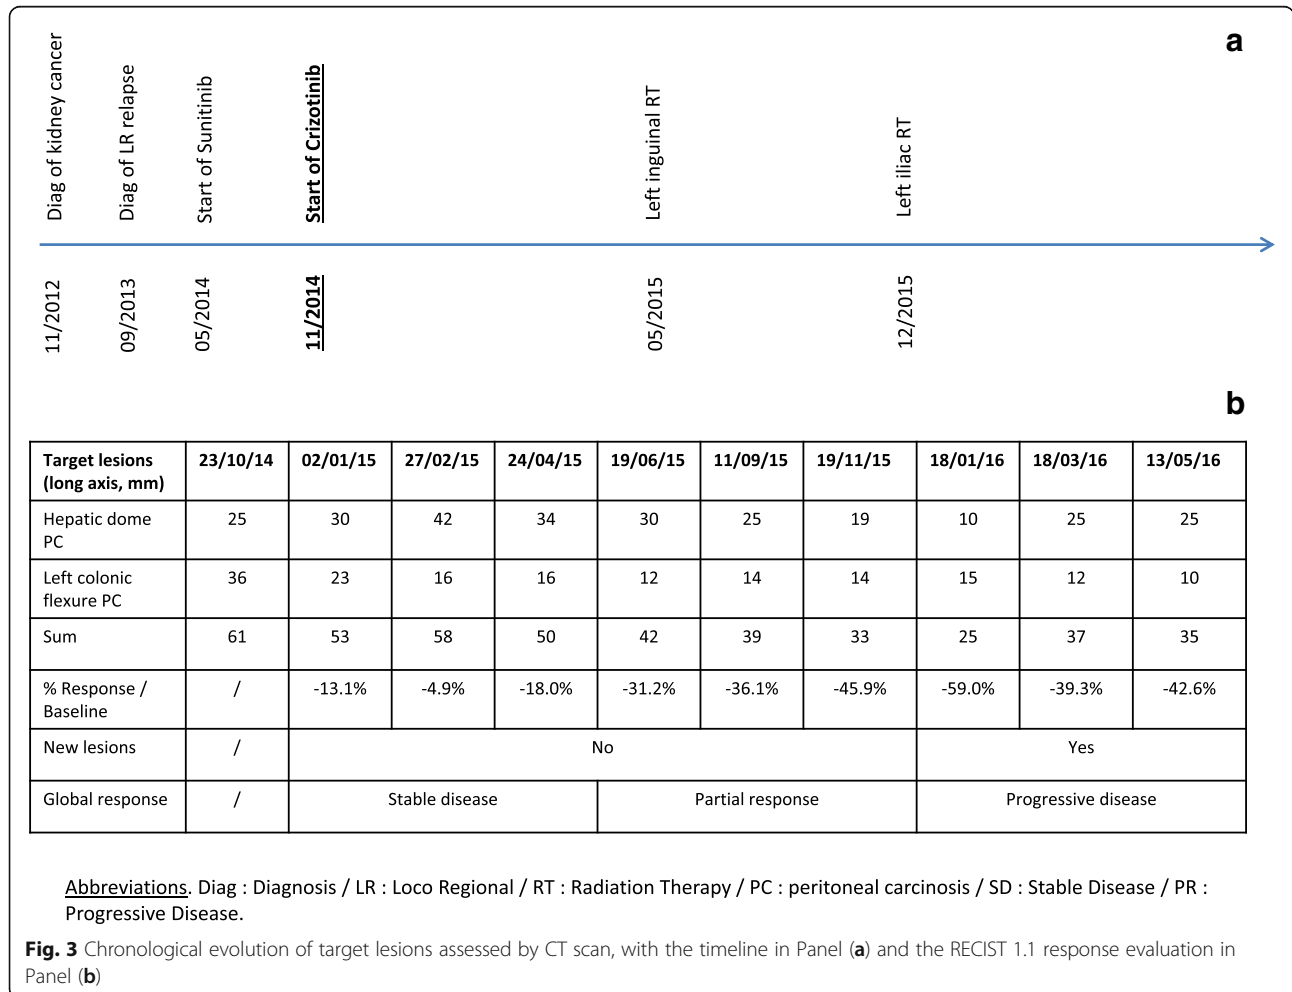 a
Diag of kidney cancer
Diag of LR relapse
Start of Sunitinib
Start of Crizotinib
Left inguinal RT
Left iliac RT
11/2012
09/2013
05/2014
11/2014
05/2015
12/2015
b
Target lesions 23/10/14 02/01/15 27/02/15 24/04/15 19/06/15 11/09/15 19/11/15 18/01/16 18/03/16 13/05/16
(long axis, mm)
Hepatic dome 25 30 42 34 30 25 19 10 25 25
PC
Left colonic 36 23 16 16 12 14 14 15 12 10
flexure PC
Sum 61 53 58 50 42 39 33 25 37 35
% Response / / -13.1% -4.9% -18.0% -31.2% -36.1% -45.9% -59.0% -39.3% -42.6%
Baseline
New lesions / No Yes
Global response / Stable disease Partial response Progressive disease
Abbreviations. Diag : Diagnosis / LR : Loco Regional / RT : Radiation Therapy / PC : peritoneal carcinosis / SD : Stable Disease / PR :
Progressive Disease.
Fig. 3 Chronological evolution of target lesions assessed by CT scan, with the timeline in Panel (a) and the RECIST 1.1 response evaluation in
Panel (b)